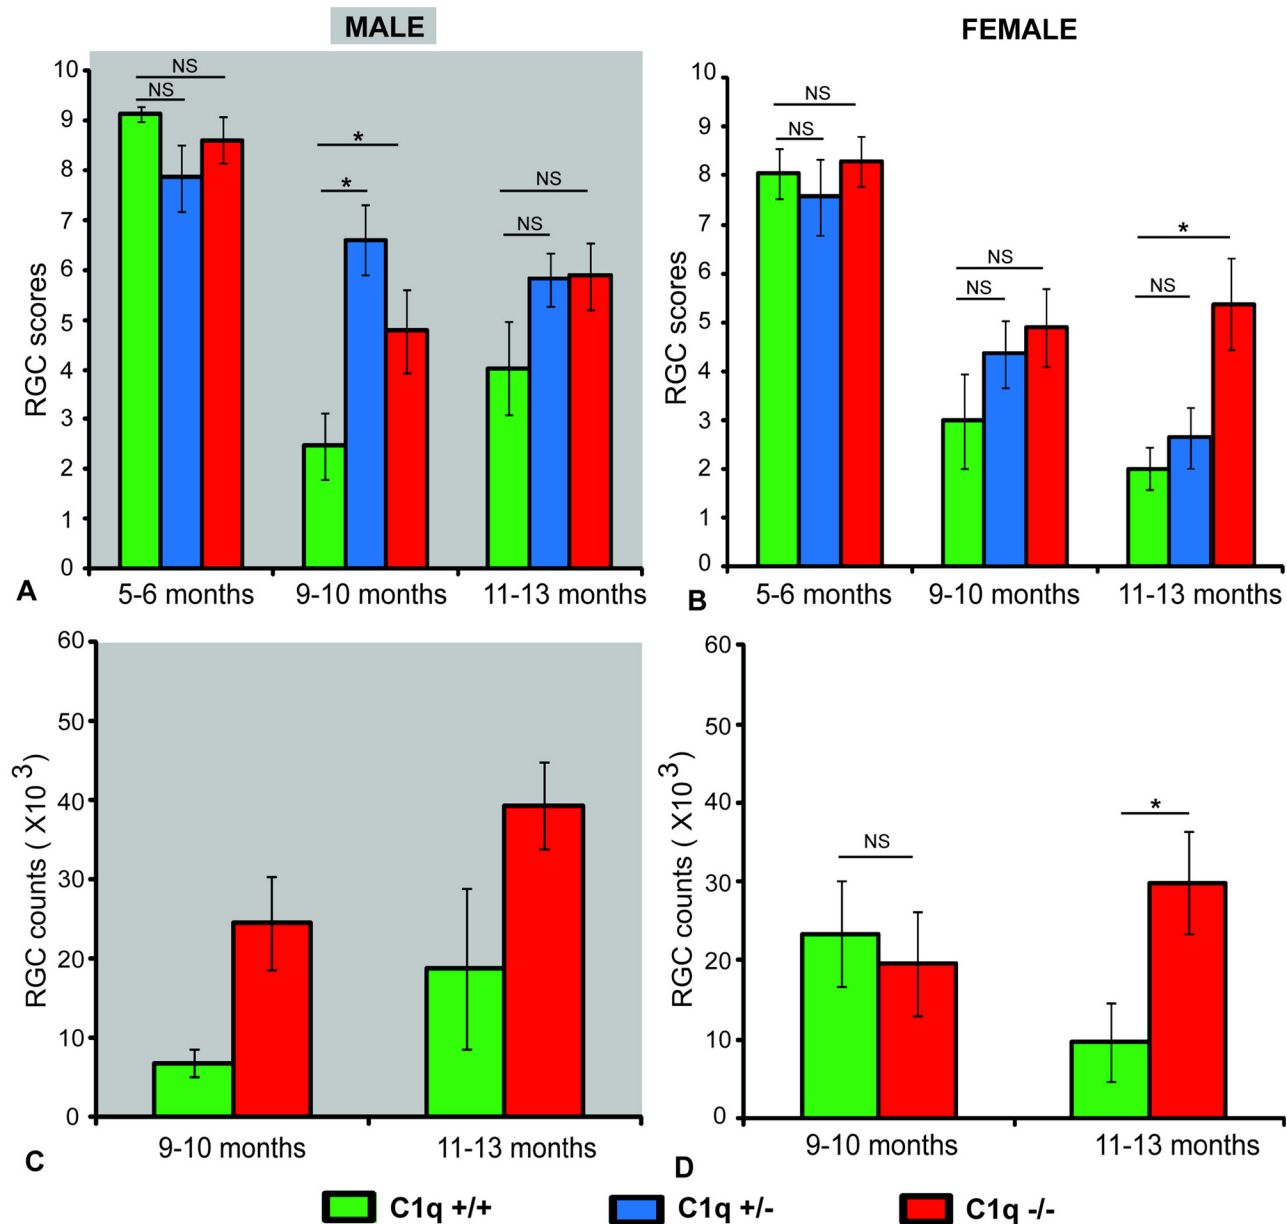 MALE
FEMALE
RGC scores
10
9
8
7
6
5
4
3
2
1
0
NS
NS
*
*
NS
NS
5-6 months 9-10 months 11-13 months
A
RGC scores
10
9
8
7
6
5
4
3
2
1
0
NS
NS
NS
NS
*
NS
5-6 months 9-10 months 11-13 months
B
RGC counts ( X10 3 )
60
50
40
30
20
10
0
9-10 months 11-13 months
C
RGC counts ( X10 3 )
60
50
40
30
20
10
0
NS
*
9-10 months 11-13 months
D
C1q +/+ C1q +/- C1q -/-